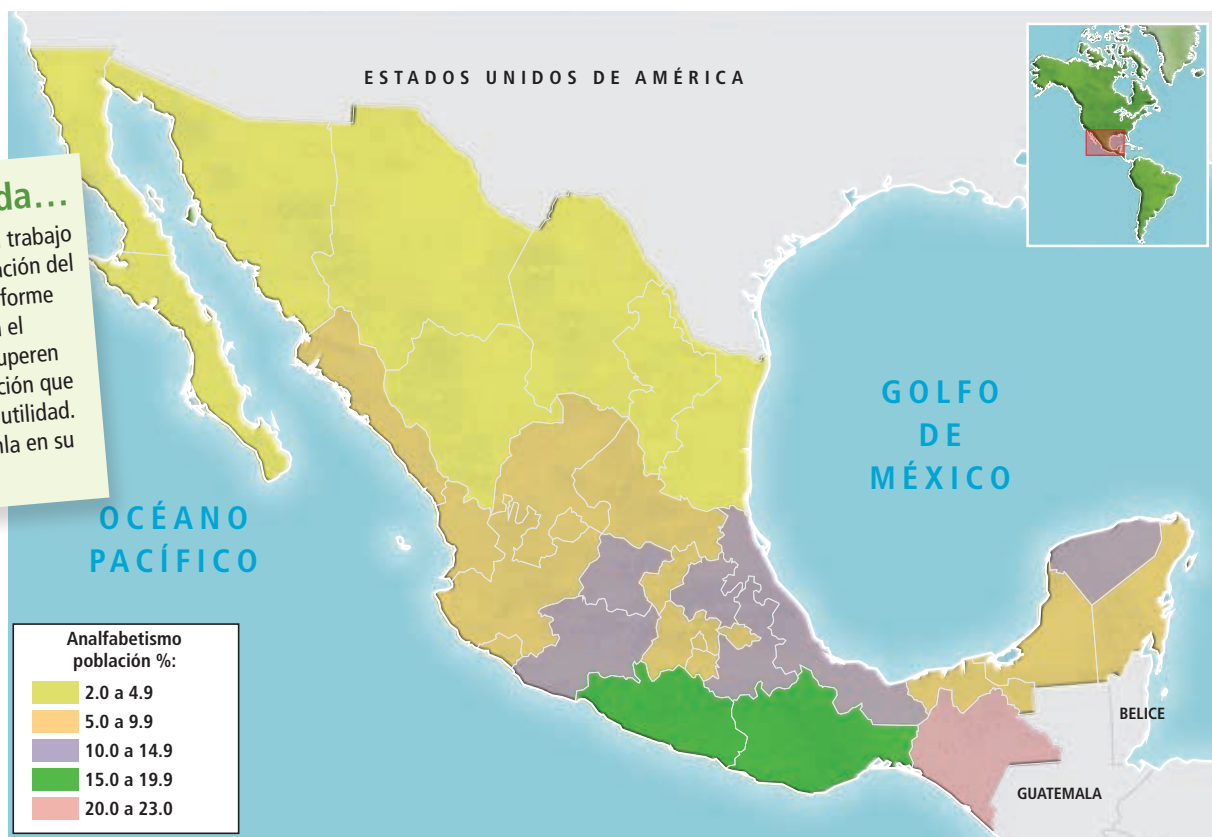 ESTADOS UNIDOS DE AMÉRICA
da…
trabajo
ación del
forme
el
uperen
ción que
utilidad.
nla en su
GOLFO
DE
MÉXICO
OCÉANO
PACÍFICO
Analfabetismo
población %:
2.0 a 4.9
5.0 a 9.9
10.0 a 14.9
15.0 a 19.9
20.0 a 23.0
BELICE
GUATEMALA